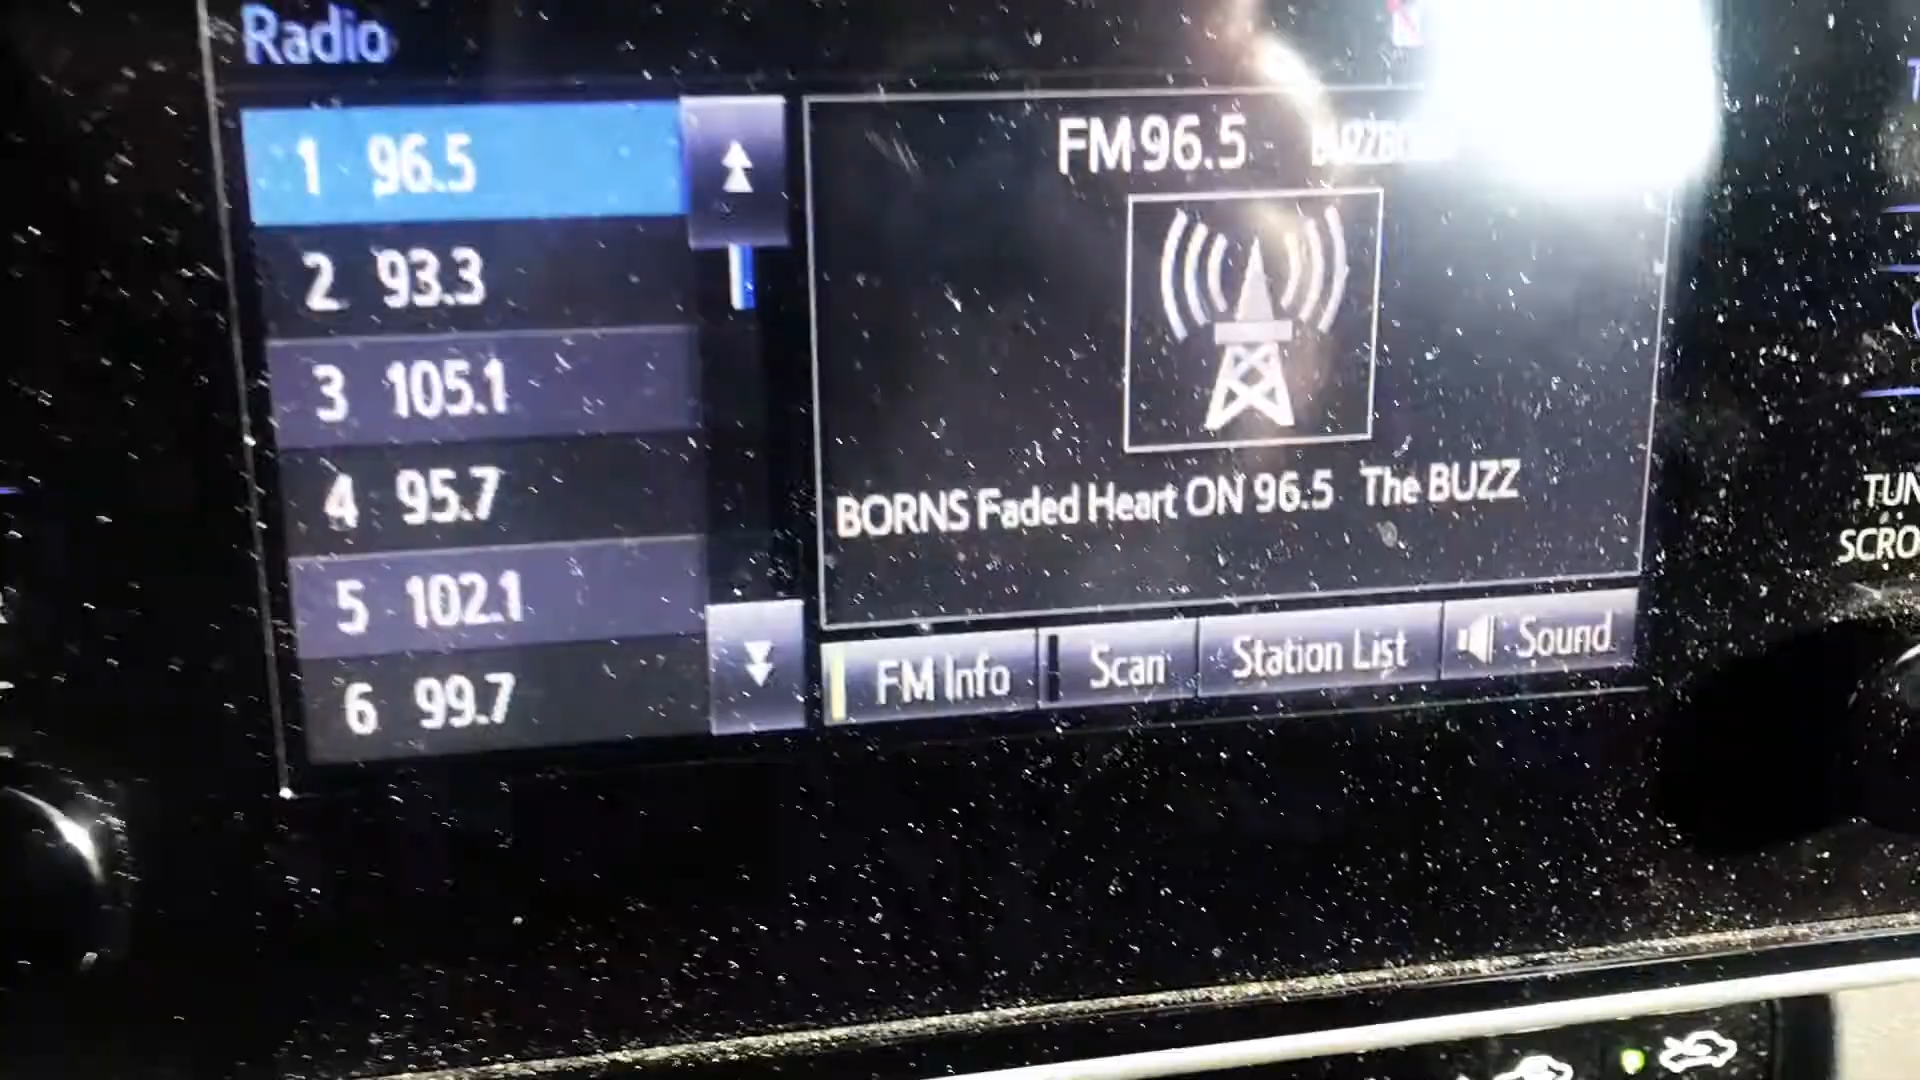 Radio
1 96.5
2 93.3
3 105.1
4 95.7
5 102.1
6 99.7
FM 96.5
BORNS Faded Heart ON 96.5 The BUZZ
FM Info
Scan
Station List
Sound